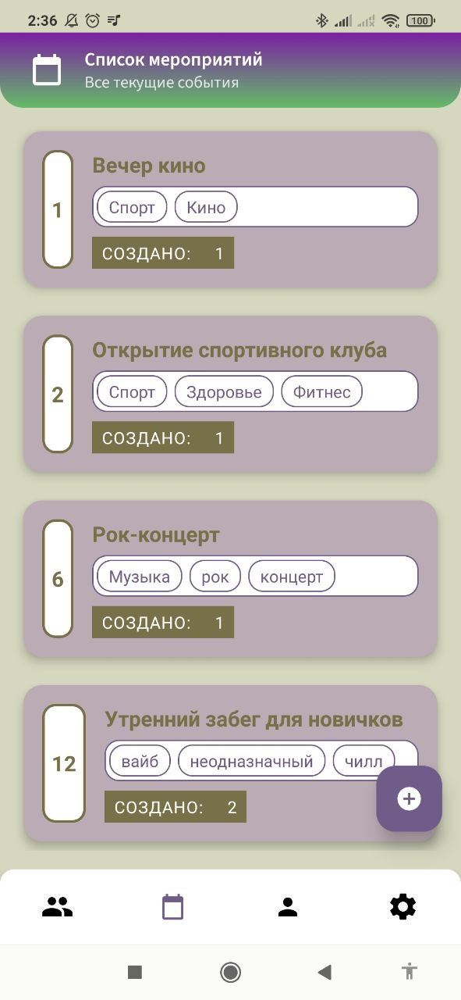 2:36
100
Список мероприятий
Все текущие события
Вечер кино
1
Спорт Кино
СОЗДАНО: 1
Открытие спортивного клуба
2
Спорт Здоровье Фитнес
СОЗДАНО: 1
Рок-концерт
6
Музыка рок концерт
СОЗДАНО: 1
Утренний забег для новичков
12
вайб неодназначный чилл
СОЗДАНО: 2